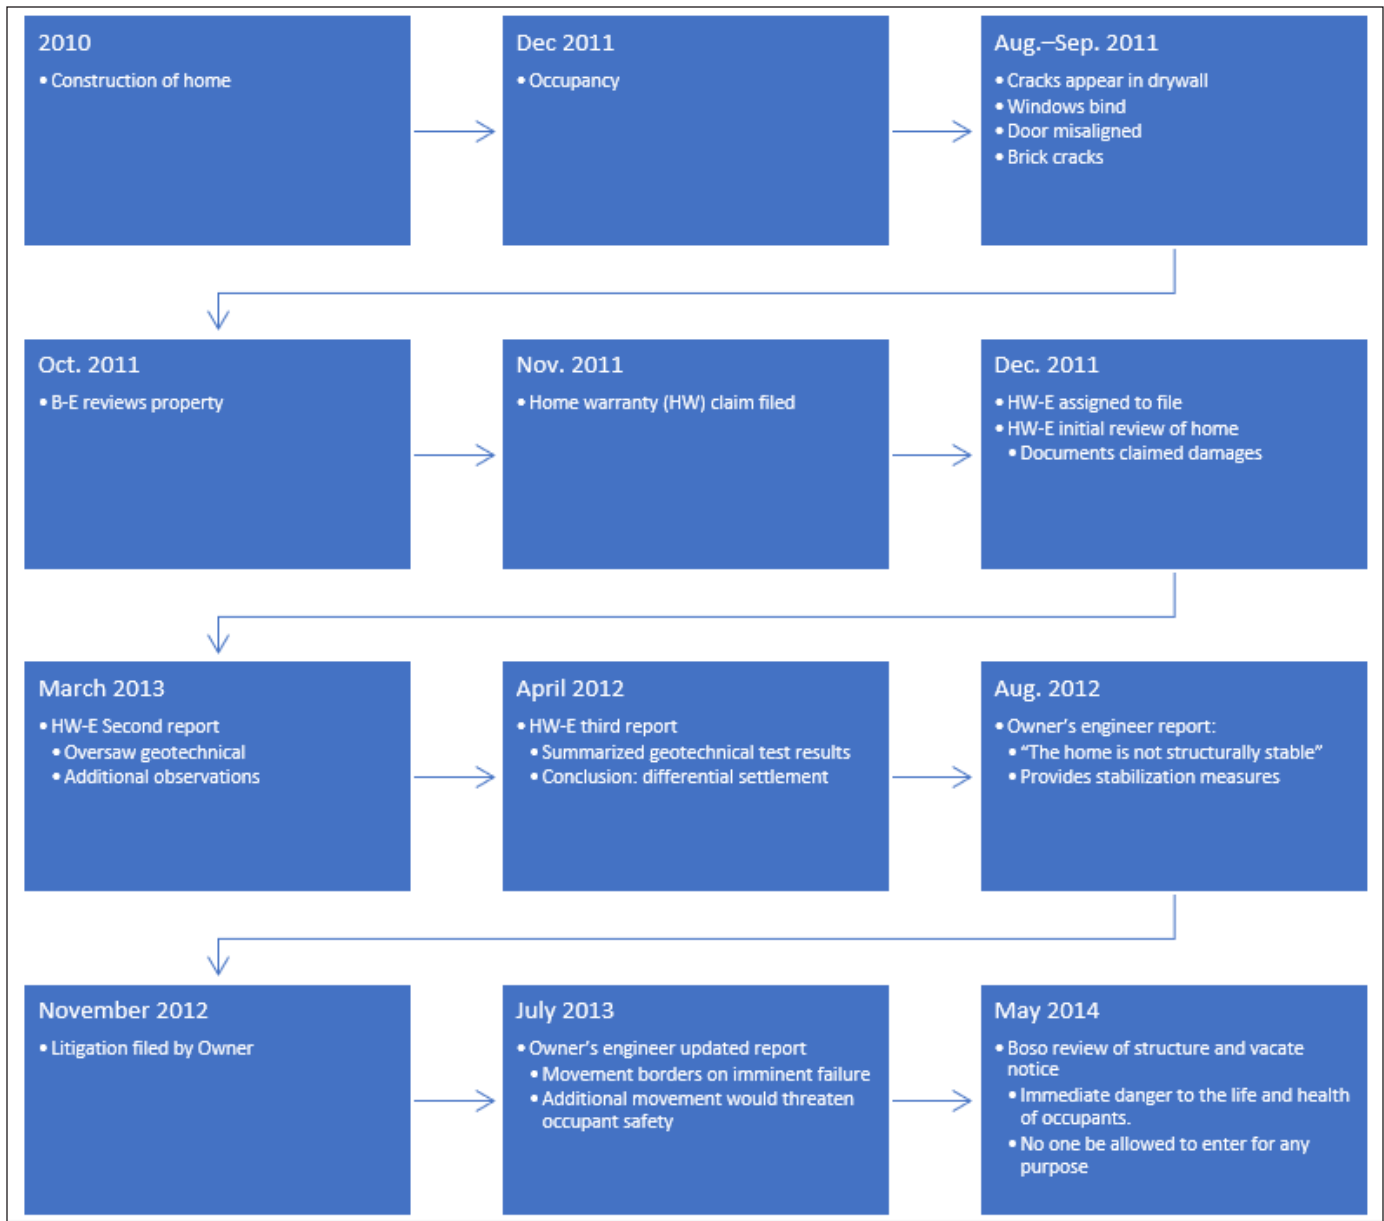 2010
• Construction of home
Dec 2011
• Occupancy
Aug.–Sep. 2011
• Cracks appear in drywall
• Windows bind
• Door misaligned
• Brick cracks
Oct. 2011
• B-E reviews property
Nov. 2011
• Home warranty (HW) claim filed
Dec. 2011
• HW-E assigned to file
• HW-E initial review of home
• Documents claimed damages
March 2013
• HW-E Second report
• Oversaw geotechnical
• Additional observations
April 2012
• HW-E third report
• Summarized geotechnical test results
• Conclusion: differential settlement
Aug. 2012
• Owner’s engineer report:
• “The home is not structurally stable”
• Provides stabilization measures
November 2012
• Litigation filed by Owner
July 2013
• Owner’s engineer updated report
• Movement borders on imminent failure
• Additional movement would threaten
occupant safety
May 2014
• Boso review of structure and vacate
notice
• Immediate danger to the life and health
of occupants.
• No one be allowed to enter for any
purpose